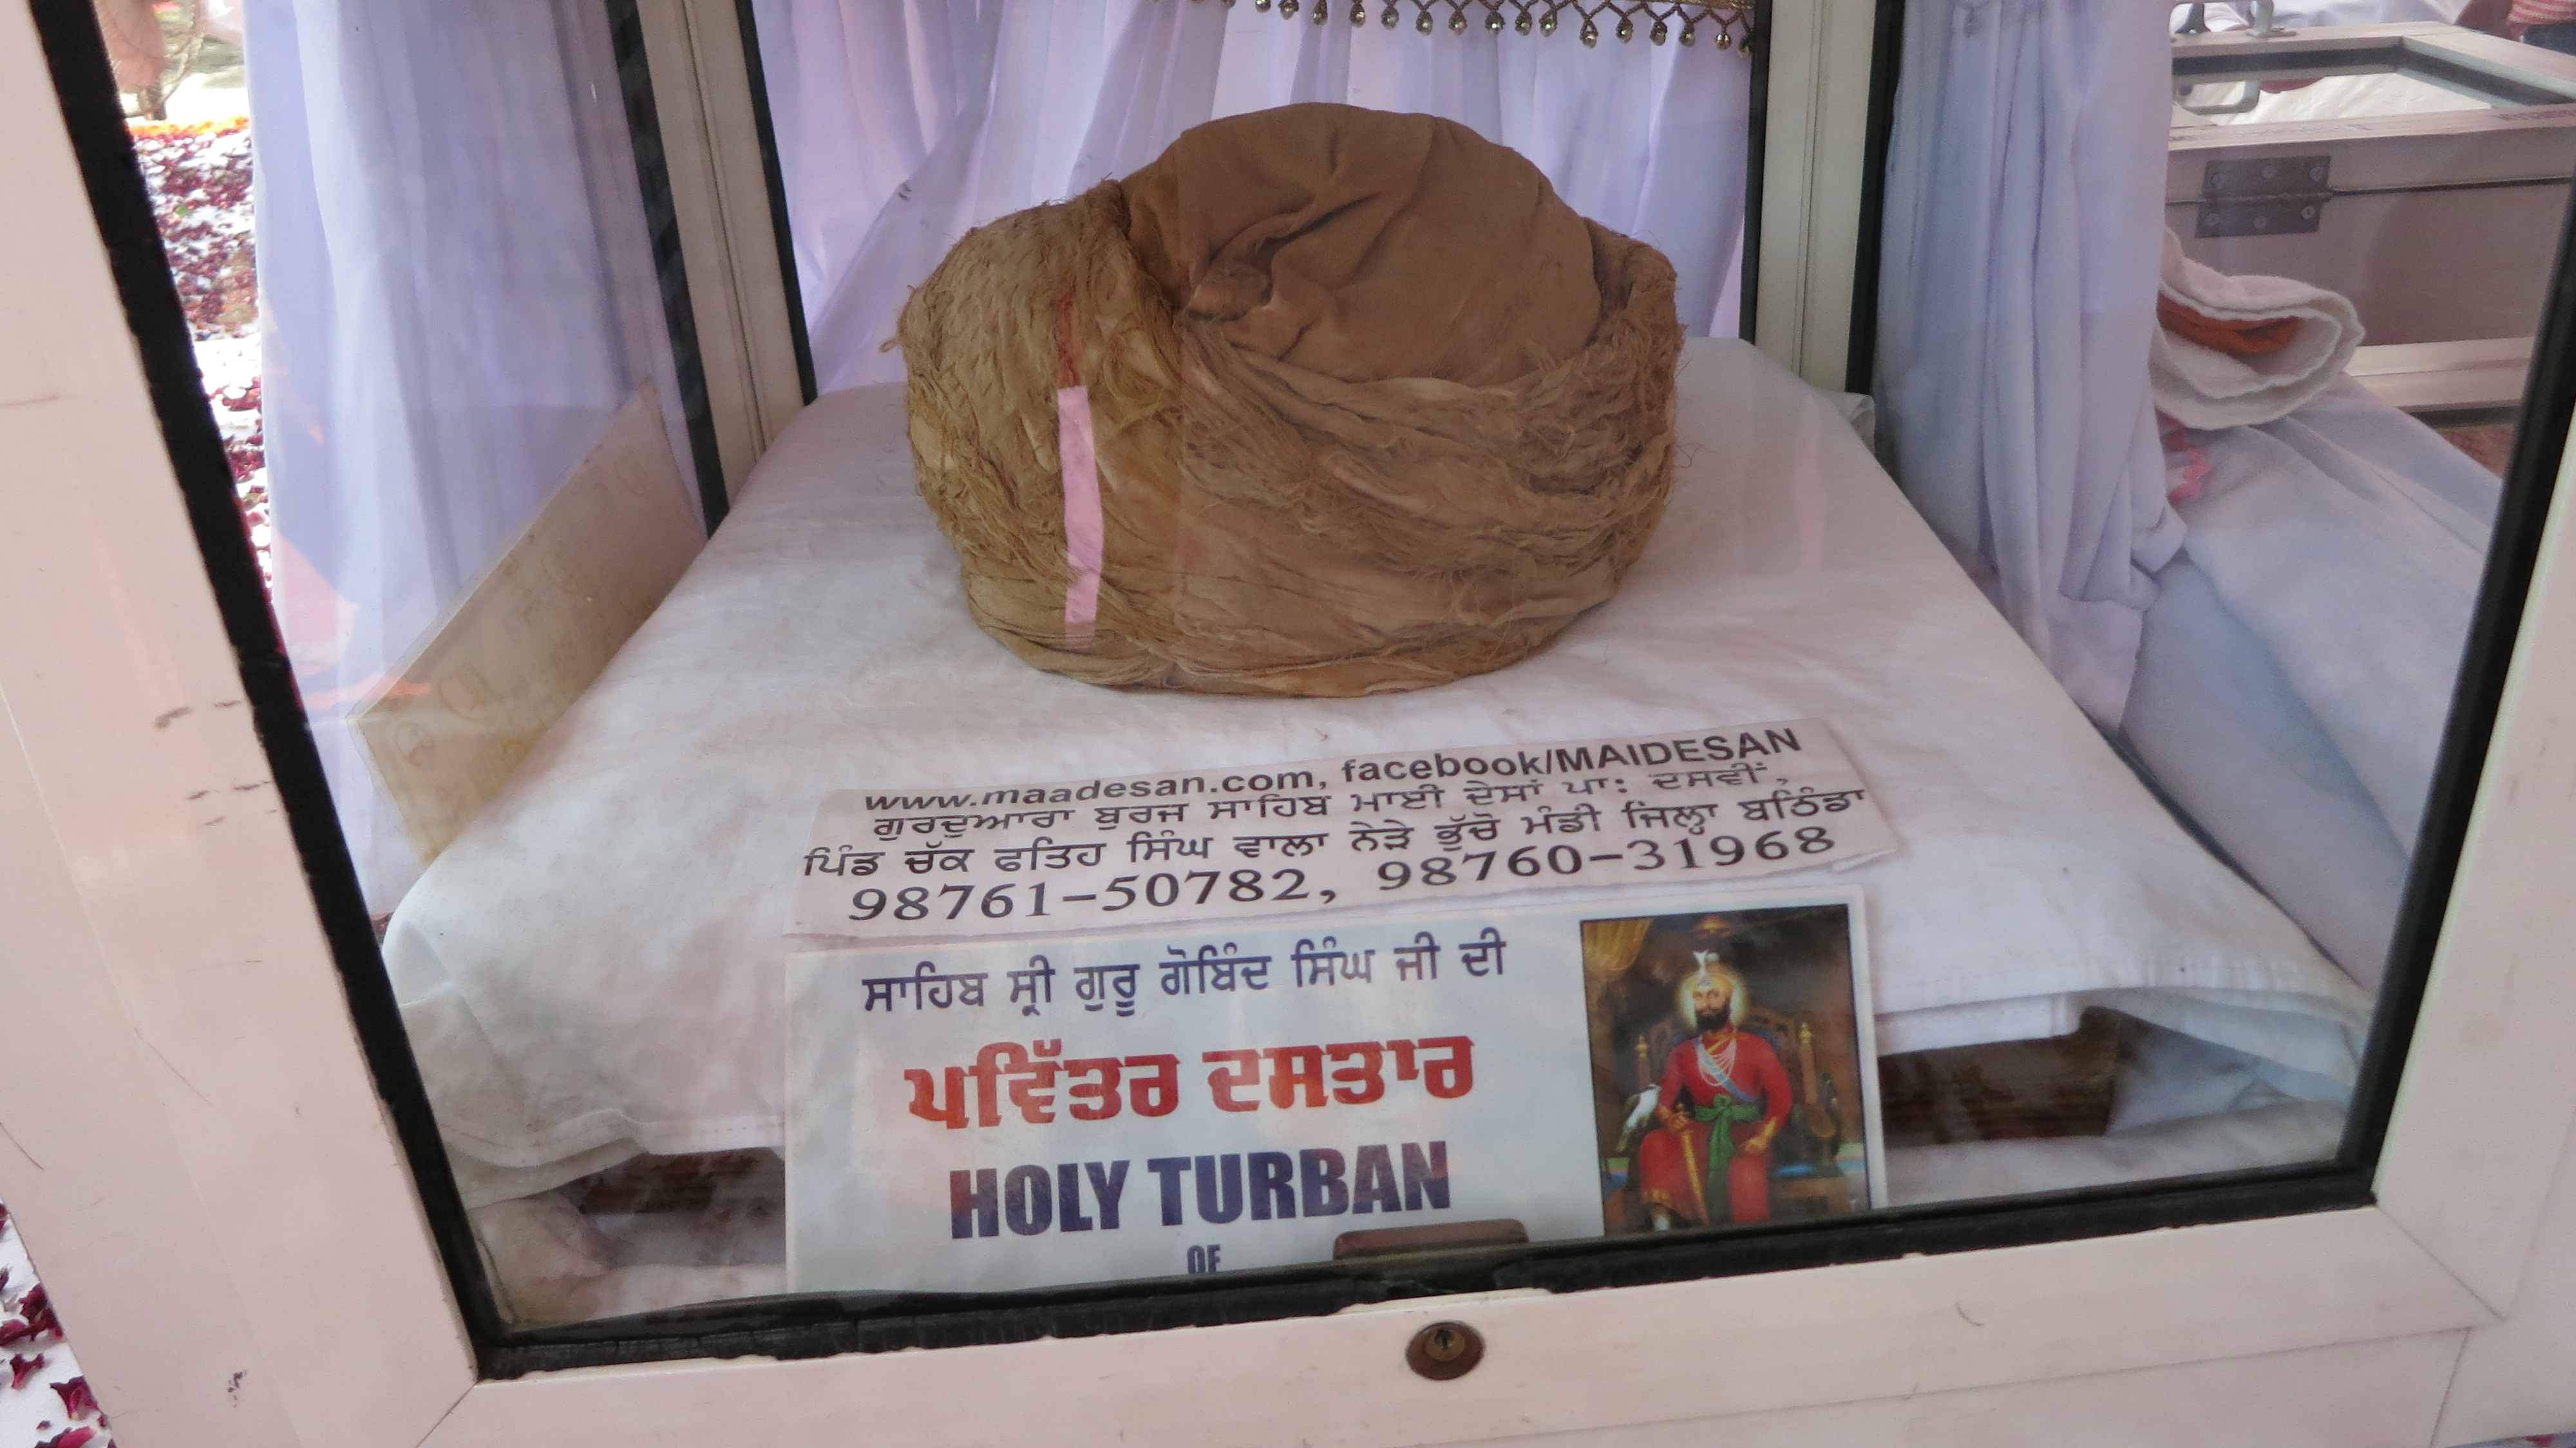 www.maadesan.com, facebook/MAIDESAN
ਗੁਰਦੁਆਰਾ ਬੁਰਜ ਸਾਹਿਬ ਮਾਈ ਦੇਸਾਂ ਪਾ: ਦਸਵੀਂ,
ਪਿੰਡ ਚੱਕ ਫਤਿਹ ਸਿੰਘ ਵਾਲਾ ਨੇੜੇ ਭੁੱਚੋ ਮੰਡੀ ਜਿਲ੍ਹਾ ਬਠਿੰਡਾ
98761-50782, 98760-31968
ਸਾਹਿਬ ਸ੍ਰੀ ਗੁਰੂ ਗੋਬਿੰਦ ਸਿੰਘ ਜੀ ਦੀ
ਪਵਿੱਤਰ ਦਸਤਾਰ
HOLY TURBAN
OF